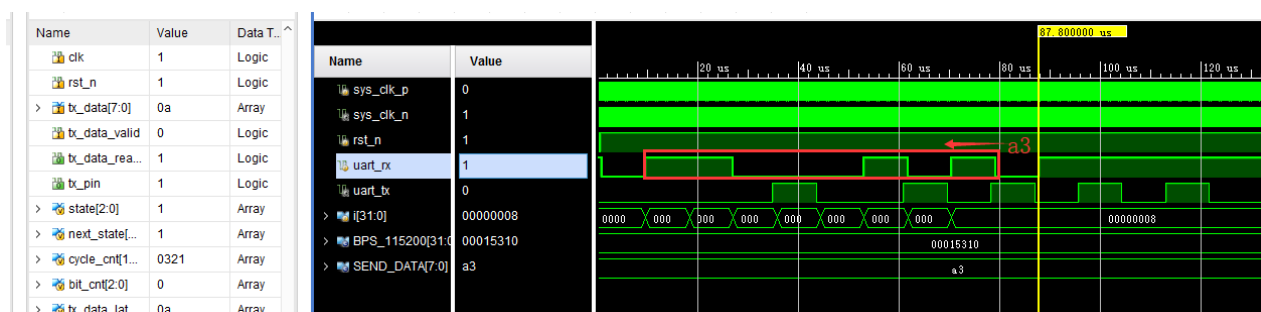 Name Value Data T..
clk 1 Logic
rst_n 1 Logic
tx_data[7:0] 0a Array
tx_data_valid 0 Logic
tx_data_rea... 1 Logic
tx_pin 1 Logic
state[2:0] 1 Array
next_state[... 1 Array
cycle_cnt[1... 0321 Array
bit_cnt[2:0] 0 Array
tx_data_lat 0a Array
87.800000 us
Name Value
20 us 40 us 60 us 80 us 100 us 120 us
sys_clk_p 0
sys_clk_n 1
rst_n 1
a3
uart_rx 1
uart_tx 0
i[31:0] 00000008 0000 000 000 000 000 000 000 000 00000008
BPS_115200[31:0 00015310 00015310
SEND_DATA[7:0] a3 a3